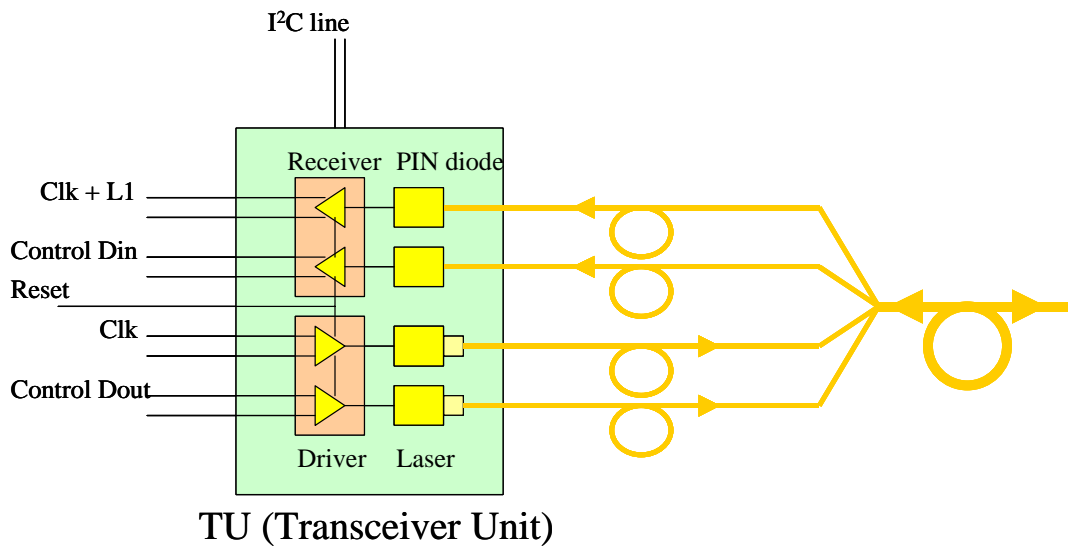 I²C line
Receiver PIN diode
Clk + L1
Control Din
Reset
Clk
Control Dout
Driver Laser
TU (Transceiver Unit)